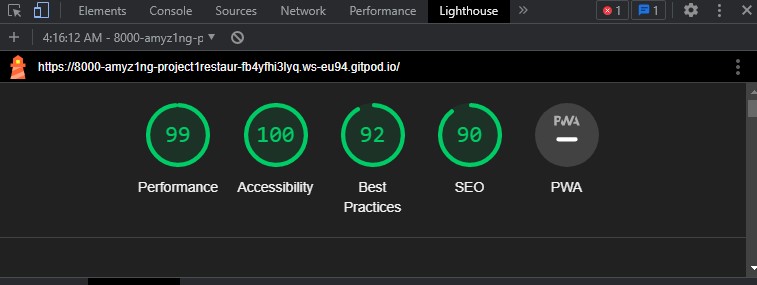 Elements Console Sources Network Performance Lighthouse » 1 1
+ 4:16:12 AM - 8000-amyz1ng-p
https://8000-amyz1ng-project1restaur-fb4yfhi3lyq.ws-eu94.gitpod.io/
99 100 92 90 PWA
Performance Accessibility Best Practices SEO PWA